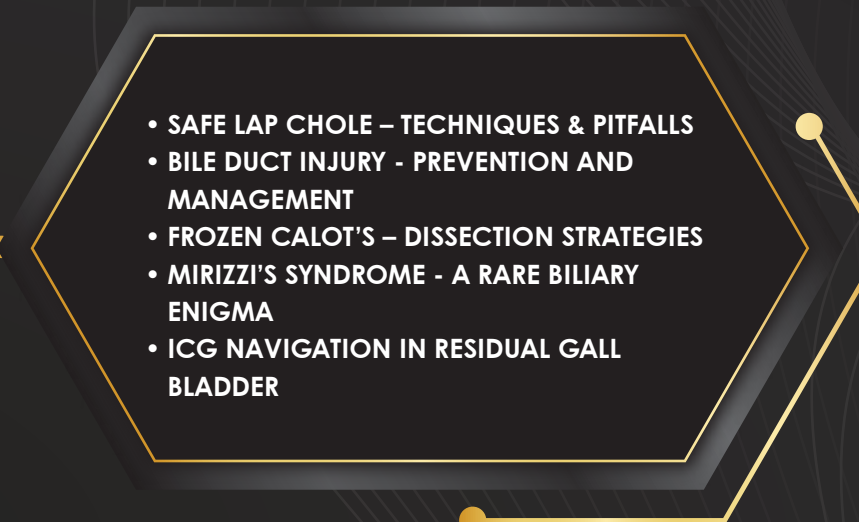 • SAFE LAP CHOLE – TECHNIQUES & PITFALLS
• BILE DUCT INJURY - PREVENTION AND
MANAGEMENT
• FROZEN CALOT’S – DISSECTION STRATEGIES
• MIRIZZI’S SYNDROME - A RARE BILIARY
ENIGMA
• ICG NAVIGATION IN RESIDUAL GALL
BLADDER